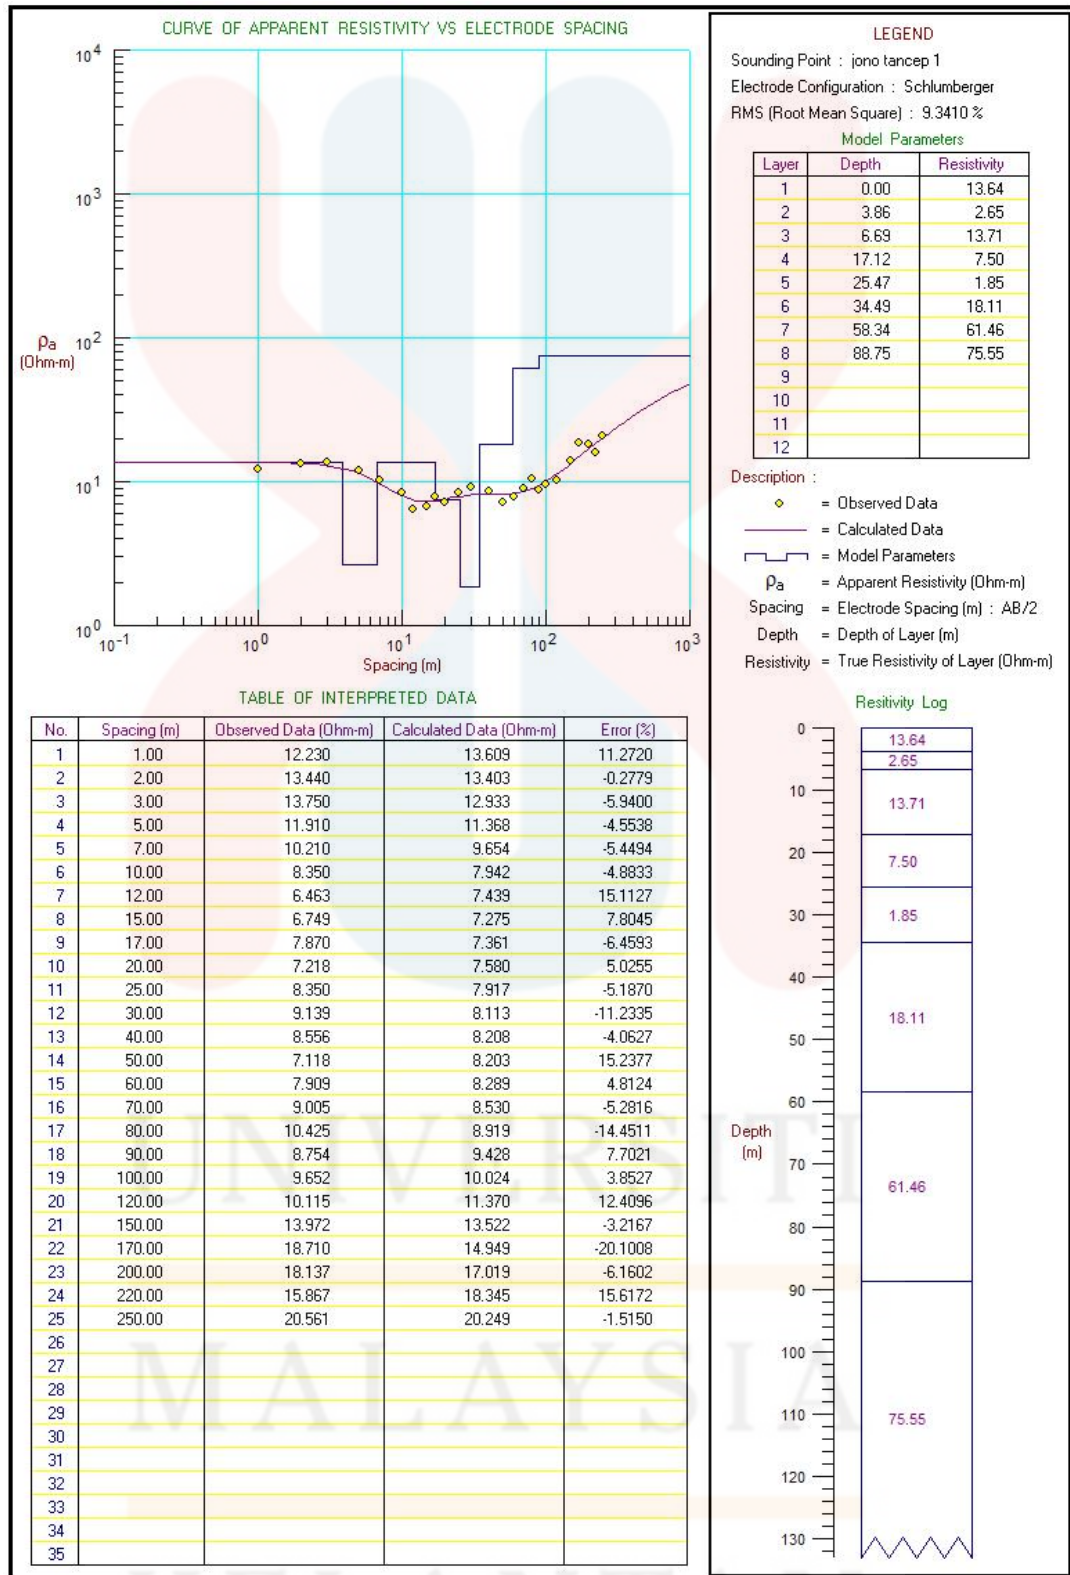 CURVE OF APPARENT RESISTIVITY VS ELECTRODE SPACING
10^4
10^3
10^2
ρa
(Ohm-m)
10^1
10^0
10^-1 10^0 10^1 10^2 10^3
Spacing (m)
LEGEND
Sounding Point : jono tancep 1
Electrode Configuration : Schlumberger
RMS (Root Mean Square) : 9.3410 %
Model Parameters
Layer Depth Resistivity
1 0.00 13.64
2 3.86 2.65
3 6.69 13.71
4 17.12 7.50
5 25.47 1.85
6 34.49 18.11
7 58.34 61.46
8 88.75 75.55
9
10
11
12
Description :
= Observed Data
= Calculated Data
= Model Parameters
ρa = Apparent Resistivity (Ohm-m)
Spacing = Electrode Spacing (m) : AB/2
Depth = Depth of Layer (m)
Resistivity = True Resistivity of Layer (Ohm-m)
TABLE OF INTERPRETED DATA
No. Spacing (m) Observed Data (Ohm-m) Calculated Data (Ohm-m) Error (%)
1 1.00 12.230 13.609 11.2720
2 2.00 13.440 13.403 -0.2779
3 3.00 13.750 12.933 -5.9400
4 5.00 11.910 11.368 -4.5538
5 7.00 10.210 9.654 -5.4494
6 10.00 8.350 7.942 -4.8833
7 12.00 6.463 7.439 15.1127
8 15.00 6.749 7.275 7.8045
9 17.00 7.870 7.361 -6.4593
10 20.00 7.218 7.580 5.0255
11 25.00 8.350 7.917 -5.1870
12 30.00 9.139 8.113 -11.2335
13 40.00 8.556 8.208 -4.0627
14 50.00 7.118 8.203 15.2377
15 60.00 7.909 8.289 4.8124
16 70.00 9.005 8.530 -5.2816
17 80.00 10.425 8.919 -14.4511
18 90.00 8.754 9.428 7.7021
19 100.00 9.652 10.024 3.8527
20 120.00 10.115 11.370 12.4096
21 150.00 13.972 13.522 -3.2167
22 170.00 18.710 14.949 -20.1008
23 200.00 18.137 17.019 -6.1602
24 220.00 15.867 18.345 15.6172
25 250.00 20.561 20.249 -1.5150
26
27
28
29
30
31
32
33
34
35
Resitivity Log
0
13.64
2.65
10
13.71
20
7.50
30
1.85
40
18.11
50
60
Depth
(m)
70
61.46
80
90
100
110
75.55
120
130
UNIVERSITI
MALAYSIA
KELANTAN